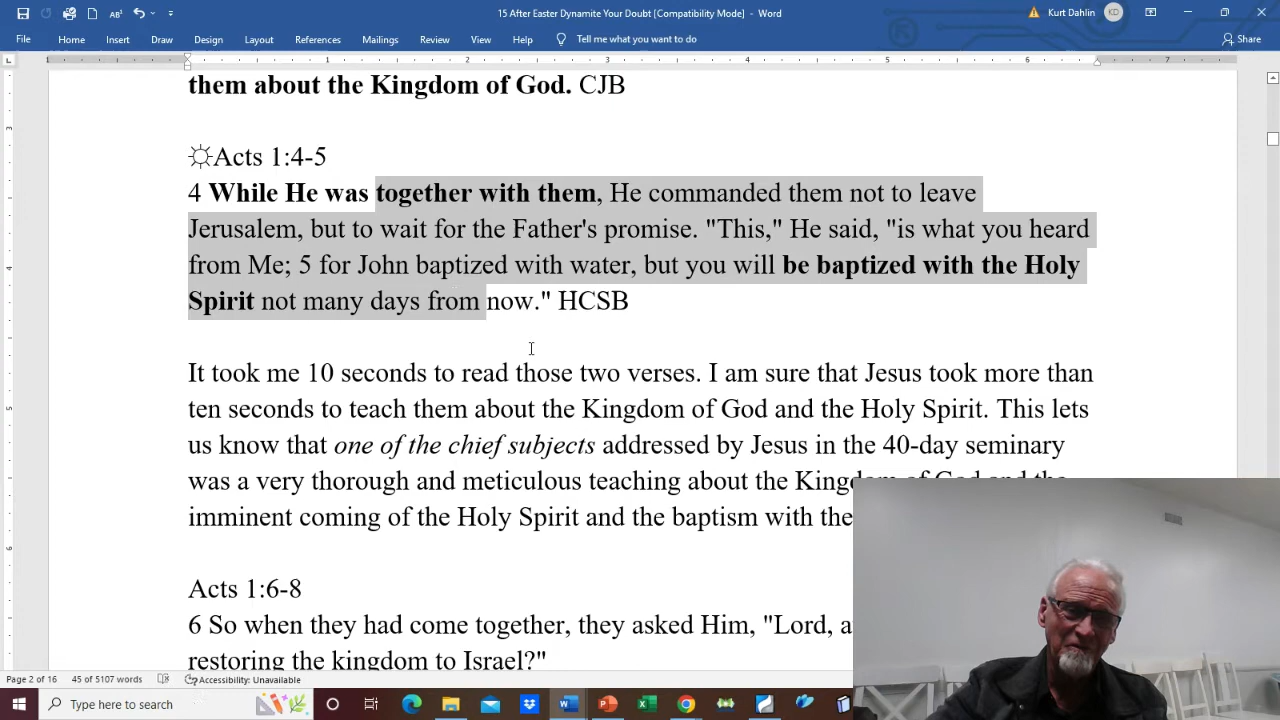 15 After Easter Dynamite Your Doubt [Compatibility Mode] - Word
Kurt Dahlin
KD
File Home Insert Draw Design Layout References Mailings Review View Help Tell me what you want to do
Share
them about the Kingdom of God. CJB
☼Acts 1:4-5
4 While He was together with them, He commanded them not to leave
Jerusalem, but to wait for the Father's promise. "This," He said, "is what you heard
from Me; 5 for John baptized with water, but you will be baptized with the Holy
Spirit not many days from now." HCSB
It took me 10 seconds to read those two verses. I am sure that Jesus took more than
ten seconds to teach them about the Kingdom of God and the Holy Spirit. This lets
us know that one of the chief subjects addressed by Jesus in the 40-day seminary
was a very thorough and meticulous teaching about the Kingdom of God and the
imminent coming of the Holy Spirit and the baptism with the
Acts 1:6-8
6 So when they had come together, they asked Him, "Lord, a
restoring the kingdom to Israel?"
Page 2 of 16 45 of 5107 words Accessibility: Unavailable
Type here to search